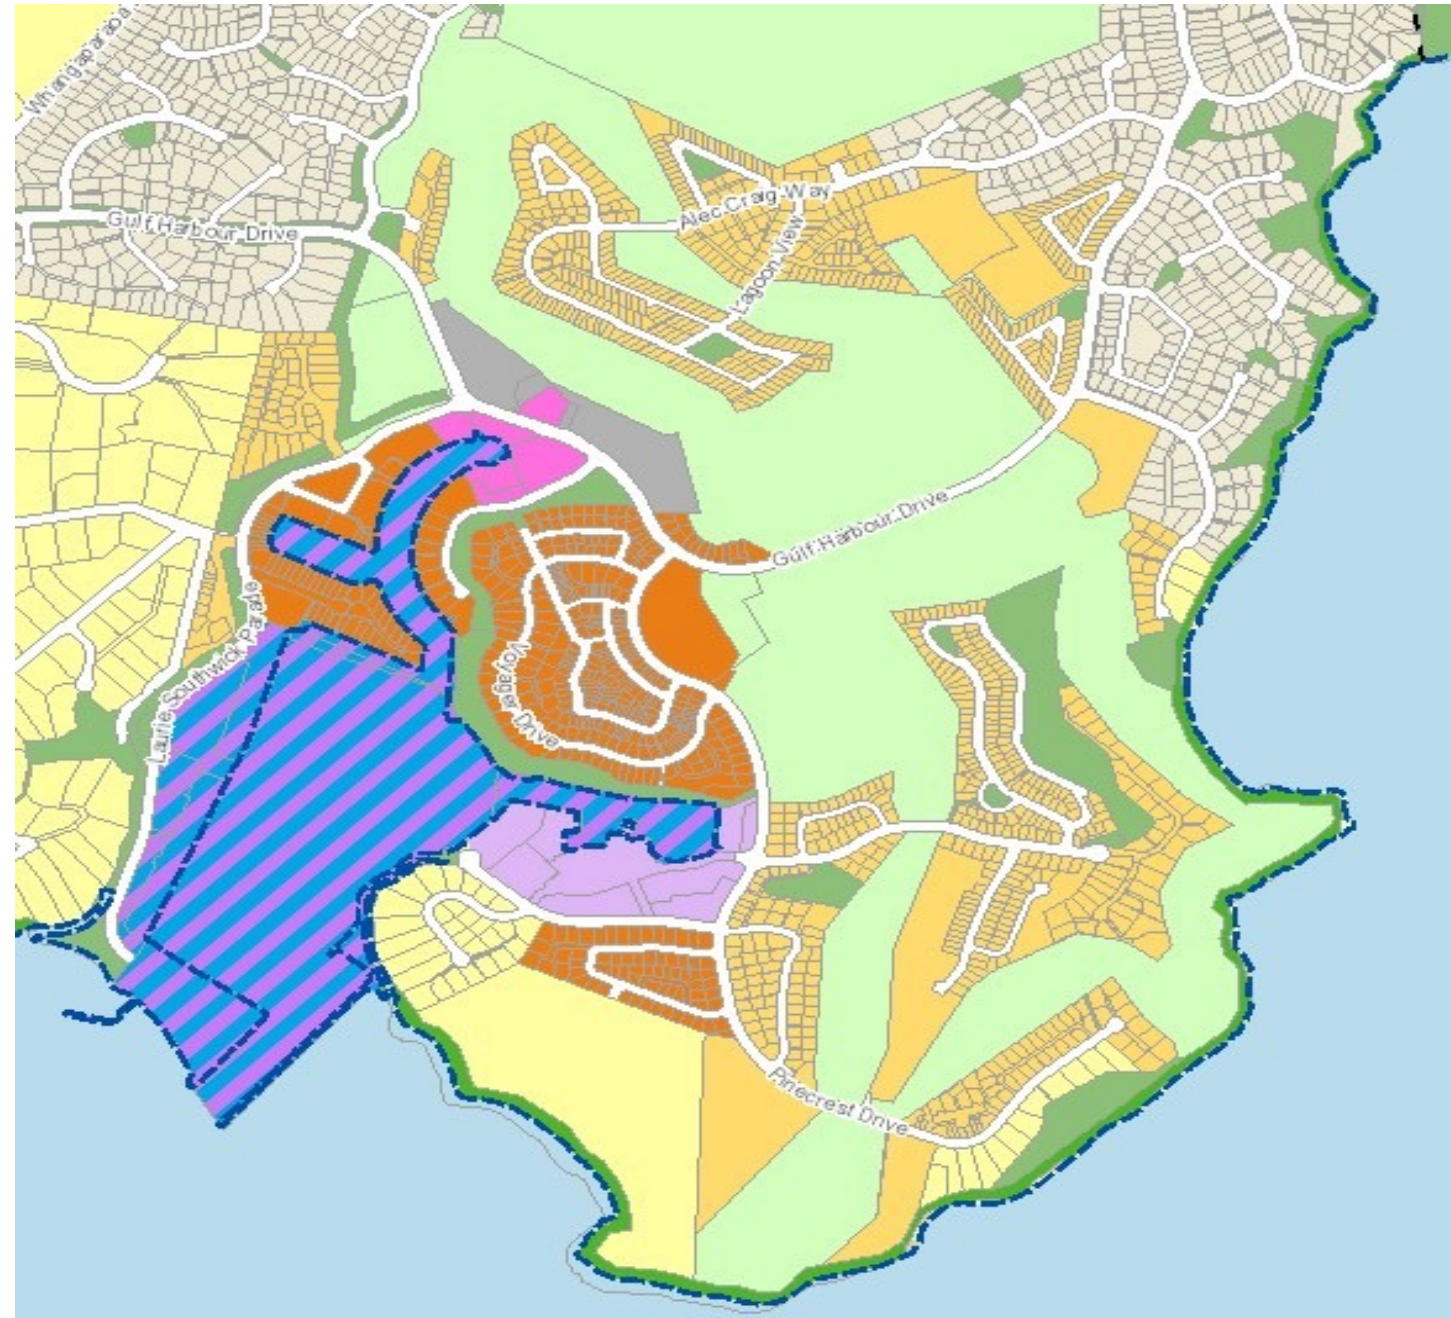 Gulf Harbour Drive
Alec Craig Way
Lagoon View
Gulf Harbour Drive
Laurie Southwick Parade
Voyager Drive
Pinecrest Drive